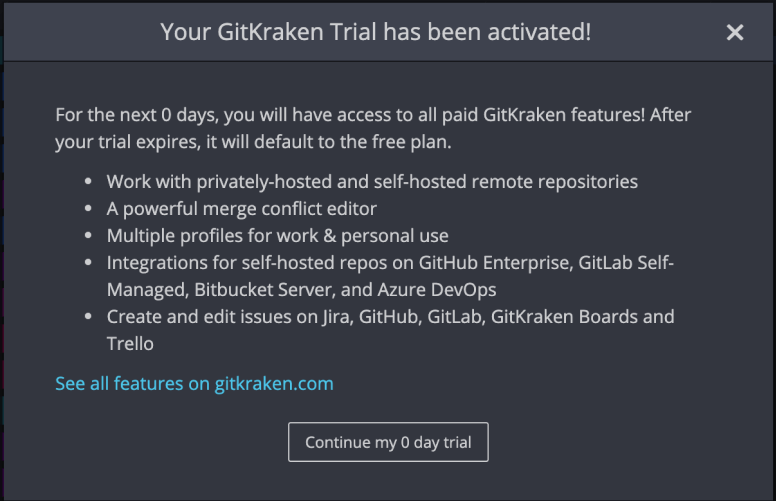 Your GitKraken Trial has been activated!
For the next 0 days, you will have access to all paid GitKraken features! After
your trial expires, it will default to the free plan.
• Work with privately-hosted and self-hosted remote repositories
• A powerful merge conflict editor
• Multiple profiles for work & personal use
• Integrations for self-hosted repos on GitHub Enterprise, GitLab Self-
Managed, Bitbucket Server, and Azure DevOps
• Create and edit issues on Jira, GitHub, GitLab, GitKraken Boards and
Trello
See all features on gitkraken.com
Continue my 0 day trial